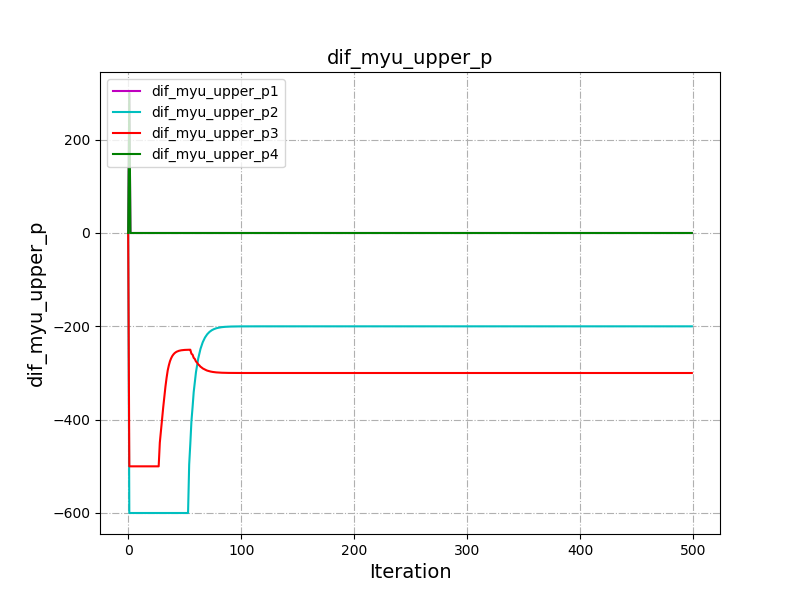 dif_myu_upper_p
dif_myu_upper_p1
dif_myu_upper_p2
dif_myu_upper_p3
dif_myu_upper_p4
dif_myu_upper_p
200
0
−200
−400
−600
0 100 200 300 400 500
Iteration